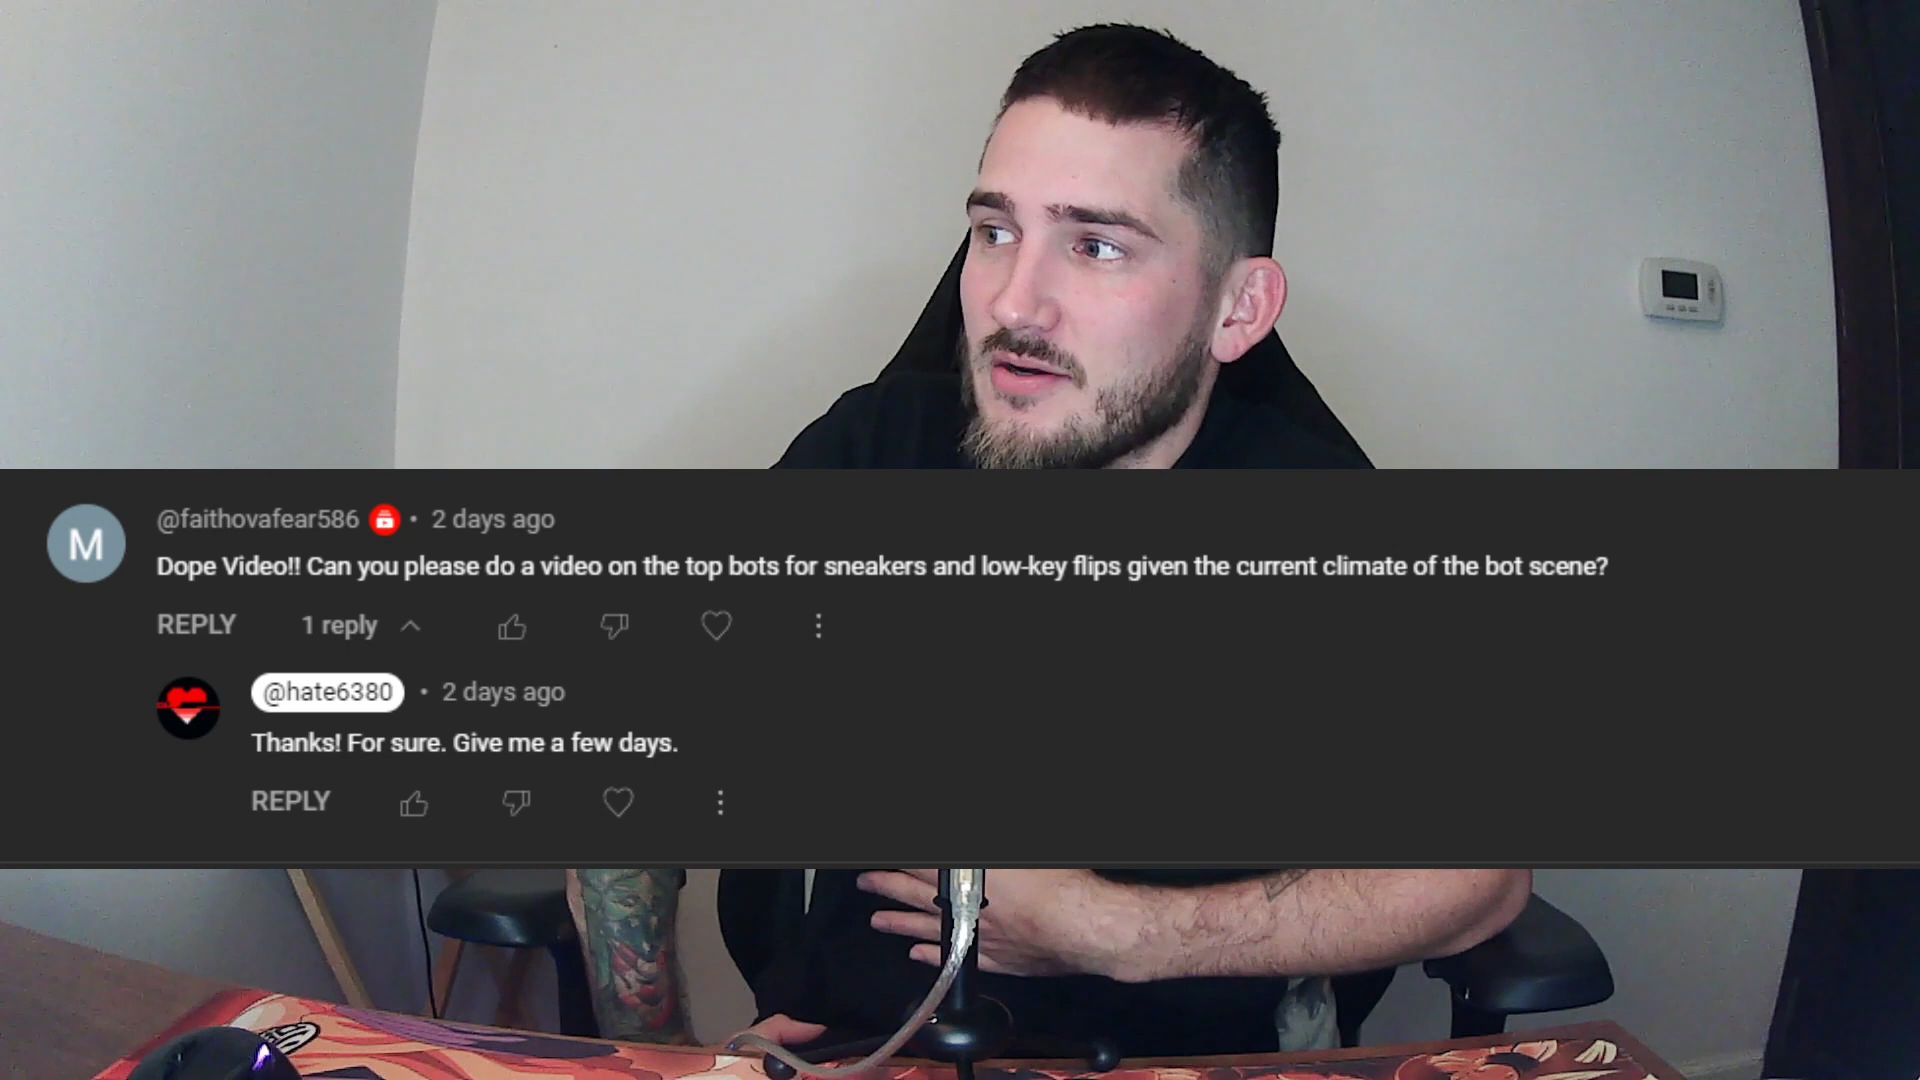 M
@faithovafear586 • 2 days ago
Dope Video!! Can you please do a video on the top bots for sneakers and low-key flips given the current climate of the bot scene?
REPLY 1 reply
@hate6380 • 2 days ago
Thanks! For sure. Give me a few days.
REPLY